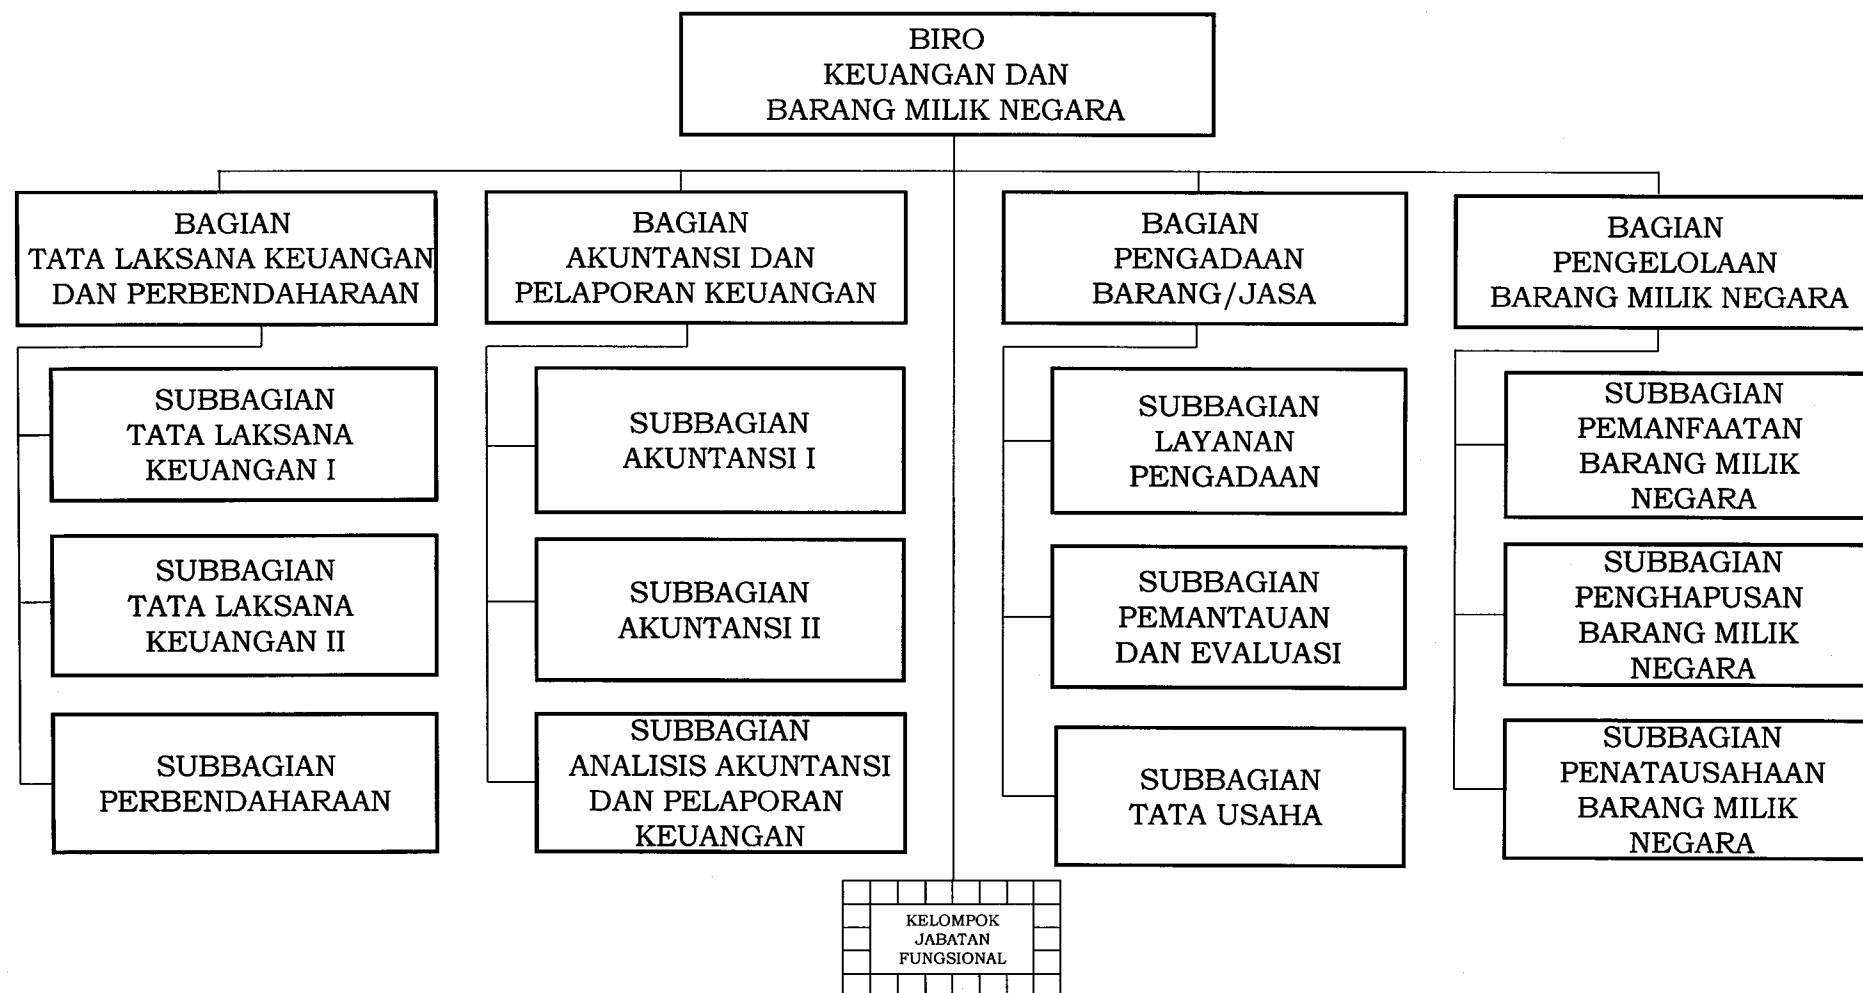 BIRO
KEUANGAN DAN
BARANG MILIK NEGARA
BAGIAN
TATA LAKSANA KEUANGAN
DAN PERBENDAHARAAN
SUBBAGIAN
TATA LAKSANA
KEUANGAN I
SUBBAGIAN
TATA LAKSANA
KEUANGAN II
SUBBAGIAN
PERBENDAHARAAN
BAGIAN
AKUNTANSI DAN
PELAPORAN KEUANGAN
SUBBAGIAN
AKUNTANSI I
SUBBAGIAN
AKUNTANSI II
SUBBAGIAN
ANALISIS AKUNTANSI
DAN PELAPORAN
KEUANGAN
BAGIAN
PENGADAAN
BARANG/JASA
SUBBAGIAN
LAYANAN
PENGADAAN
SUBBAGIAN
PEMANTAUAN
DAN EVALUASI
SUBBAGIAN
TATA USAHA
BAGIAN
PENGELOLAAN
BARANG MILIK NEGARA
SUBBAGIAN
PEMANFAATAN
BARANG MILIK
NEGARA
SUBBAGIAN
PENGHAPUSAN
BARANG MILIK
NEGARA
SUBBAGIAN
PENATAUSAHAAN
BARANG MILIK
NEGARA
KELOMPOK
JABATAN
FUNGSIONAL